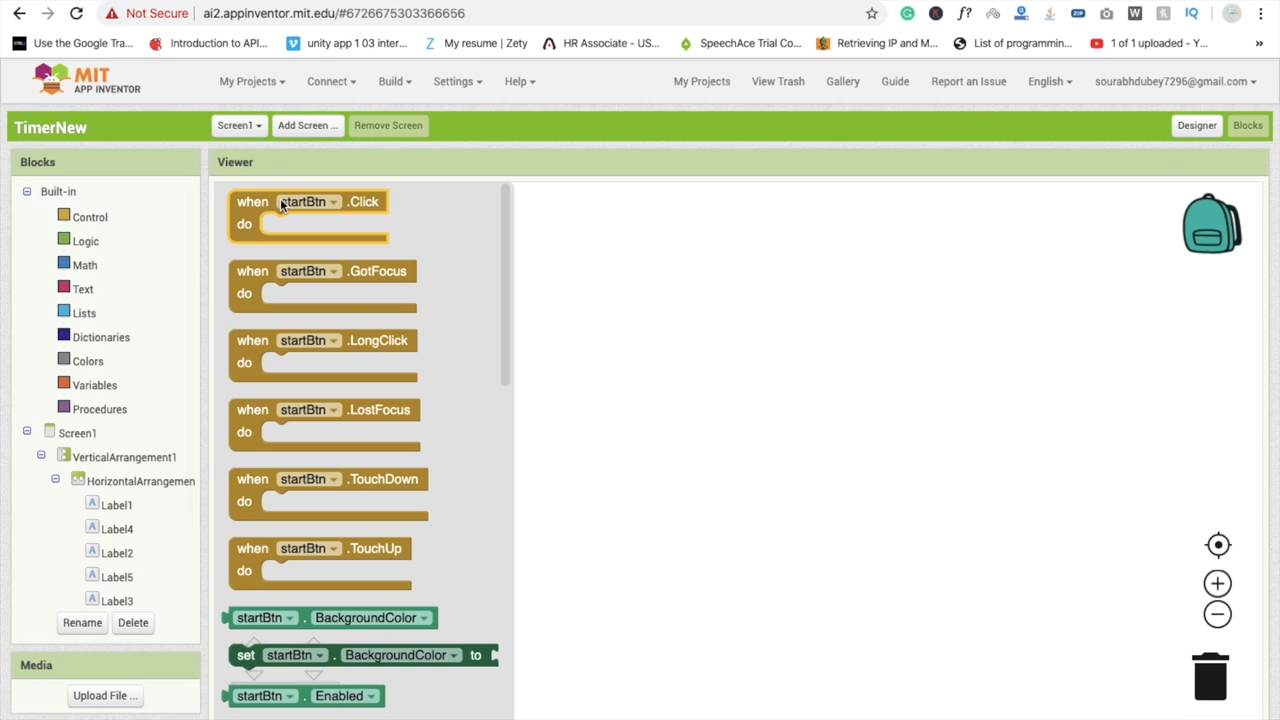 Not Secure ai2.appinventor.mit.edu/#6726675303366656
Use the Google Tra... Introduction to API... unity app 1 03 inter... My resume | Zety HR Associate - US... SpeechAce Trial Co... Retrieving IP and M... List of programmin... 1 of 1 uploaded - Y... »
MIT APP INVENTOR My Projects Connect Build Settings Help My Projects View Trash Gallery Guide Report an Issue English sourabhdubey7296@gmail.com
TimerNew Screen1 Add Screen ... Remove Screen Designer Blocks
Blocks
Viewer
Built-in
Control
Logic
Math
Text
Lists
Dictionaries
Colors
Variables
Procedures
Screen1
VerticalArrangement1
HorizontalArrangemen
Label1
Label4
Label2
Label5
Label3
Rename Delete
Media
Upload File ...
when startBtn .Click
do
when startBtn .GotFocus
do
when startBtn .LongClick
do
when startBtn .LostFocus
do
when startBtn .TouchDown
do
when startBtn .TouchUp
do
startBtn . BackgroundColor
set startBtn . BackgroundColor to
startBtn . Enabled